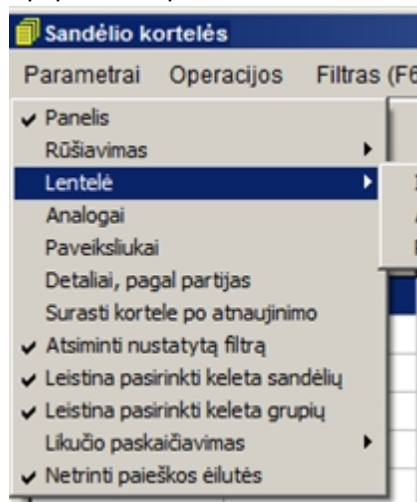 Sandėlio kortelės
Parametrai Operacijos Filtras (F6
Panelis
Rūšiavimas
Lentelė
Analogai
Paveiksliukai
Detaliai, pagal partijas
Surasti kortele po atnaujinimo
Atsiminti nustatytą filtrą
Leistina pasirinkti keleta sandėlių
Leistina pasirinkti keleta grupių
Likučio paskaičiavimas
Netrinti paieškos eilutės